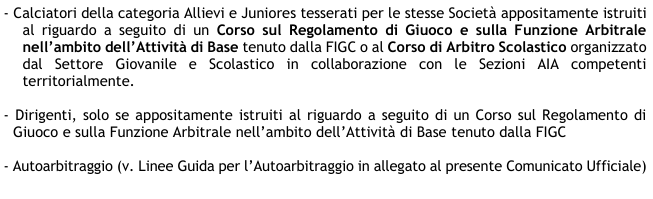 - Calciatori della categoria Allievi e Juniores tesserati per le stesse Società appositamente istruiti
al riguardo a seguito di un Corso sul Regolamento di Giuoco e sulla Funzione Arbitrale
nell’ambito dell’Attività di Base tenuto dalla FIGC o al Corso di Arbitro Scolastico organizzato
dal Settore Giovanile e Scolastico in collaborazione con le Sezioni AIA competenti
territorialmente.
- Dirigenti, solo se appositamente istruiti al riguardo a seguito di un Corso sul Regolamento di
Giuoco e sulla Funzione Arbitrale nell’ambito dell’Attività di Base tenuto dalla FIGC
- Autoarbitraggio (v. Linee Guida per l’Autoarbitraggio in allegato al presente Comunicato Ufficiale)